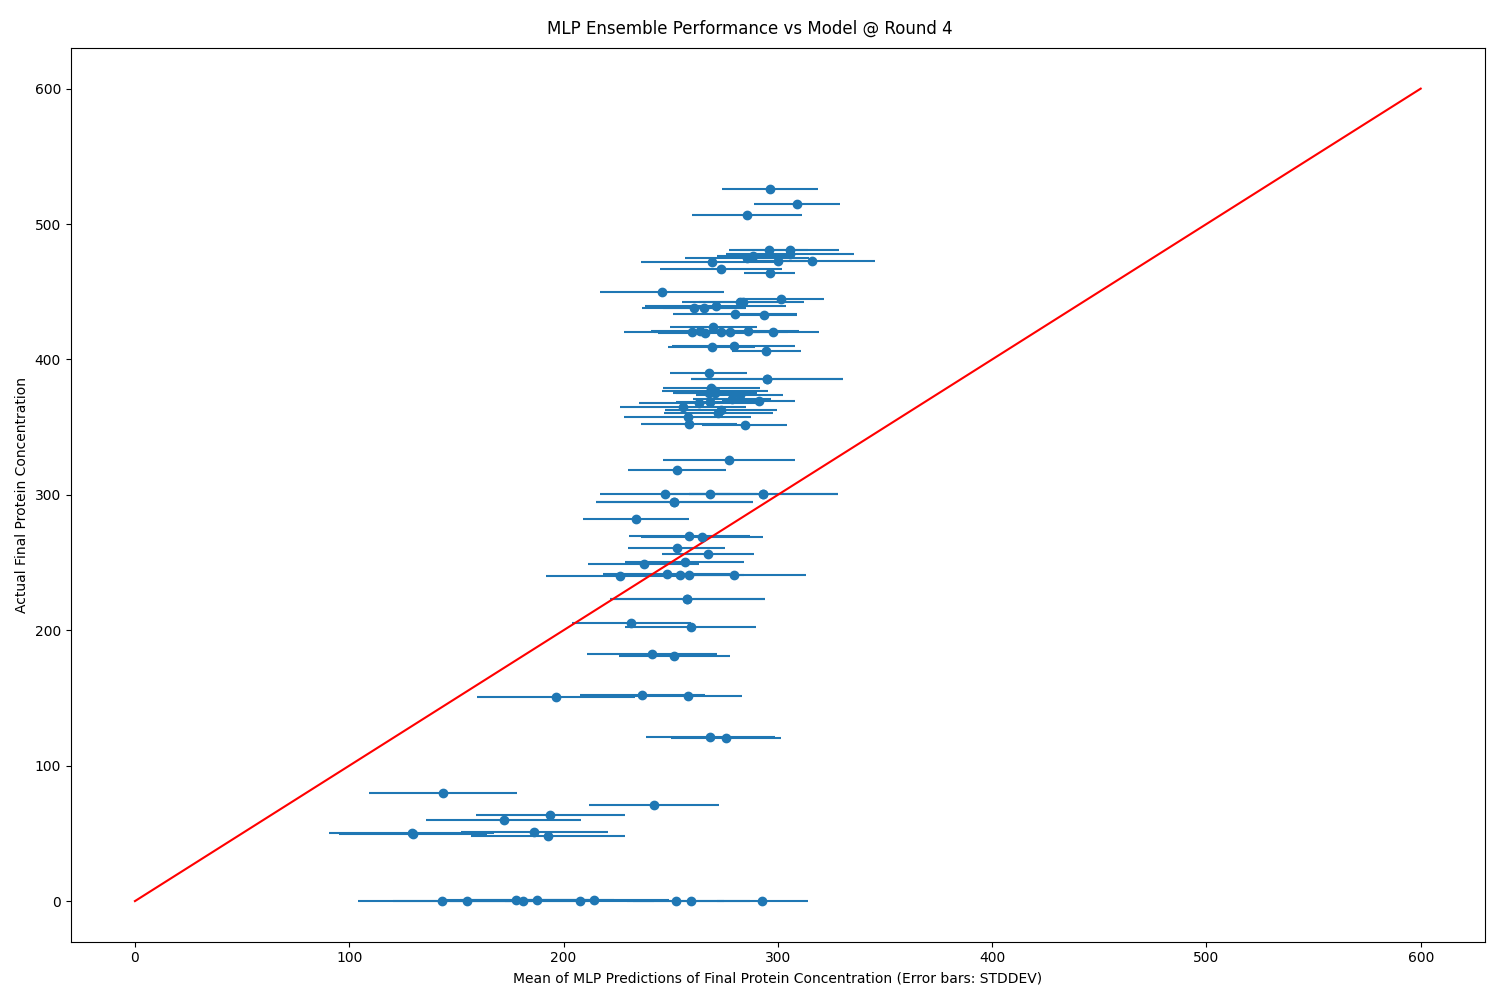 MLP Ensemble Performance vs Model @ Round 4
600
500
400
300
200
100
0
Actual Final Protein Concentration
0 100 200 300 400 500 600
Mean of MLP Predictions of Final Protein Concentration (Error bars: STDDEV)